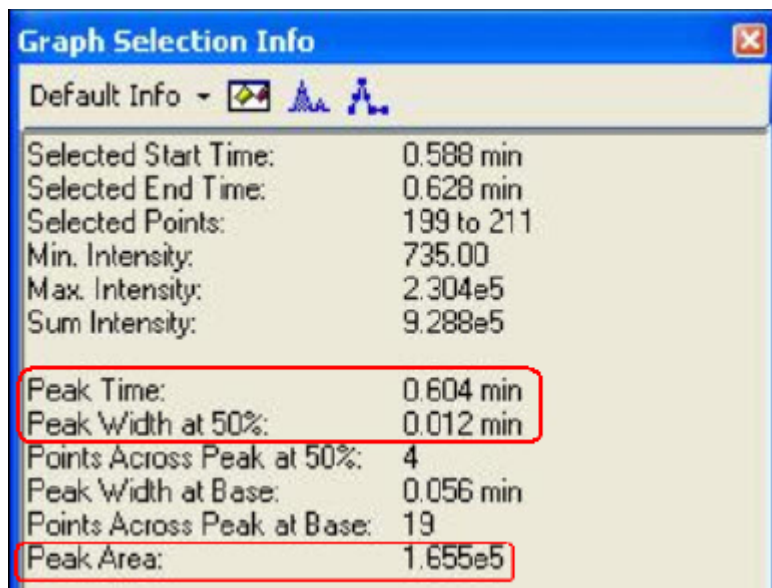 Graph Selection Info
Default Info
Selected Start Time: 0.588 min
Selected End Time: 0.628 min
Selected Points: 199 to 211
Min. Intensity: 735.00
Max. Intensity: 2.304e5
Sum Intensity: 9.288e5
Peak Time: 0.604 min
Peak Width at 50%: 0.012 min
Points Across Peak at 50%: 4
Peak Width at Base: 0.056 min
Points Across Peak at Base: 19
Peak Area: 1.655e5